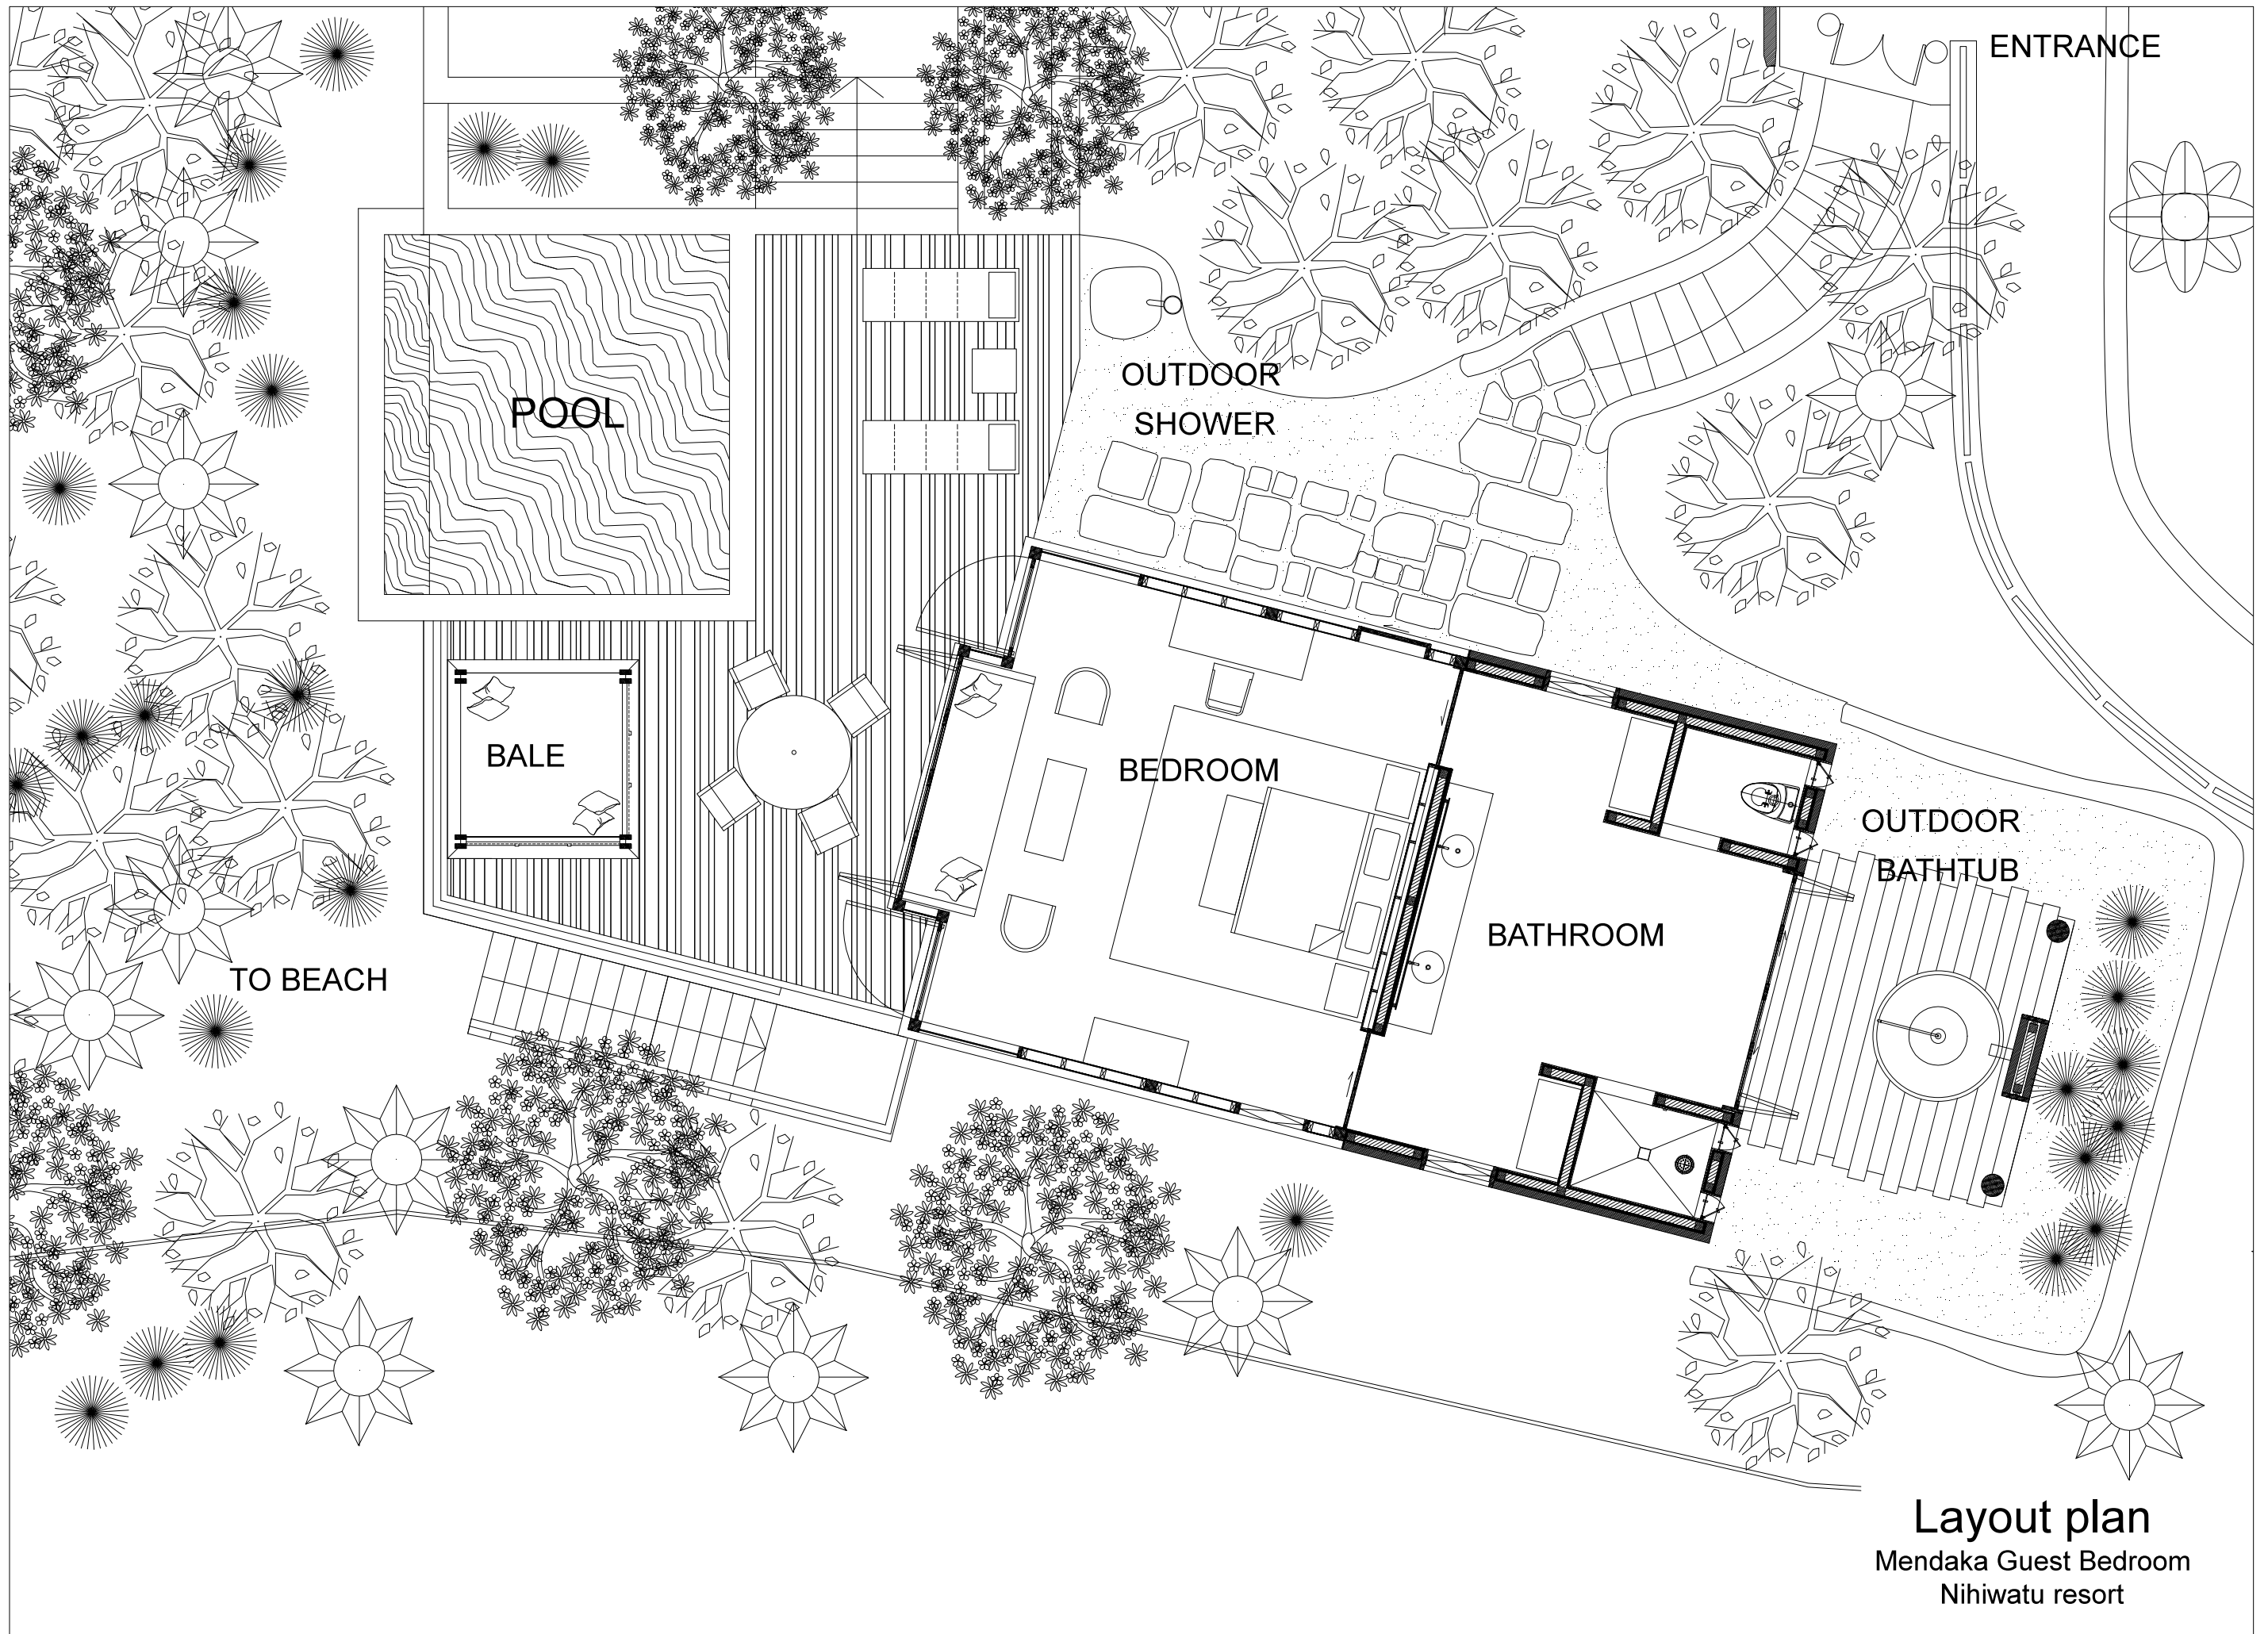 ENTRANCE
OUTDOOR
SHOWER
POOL
BALE
BEDROOM
OUTDOOR
BATHTUB
BATHROOM
TO BEACH
Layout plan
Mendaka Guest Bedroom
Nihiwatu resort